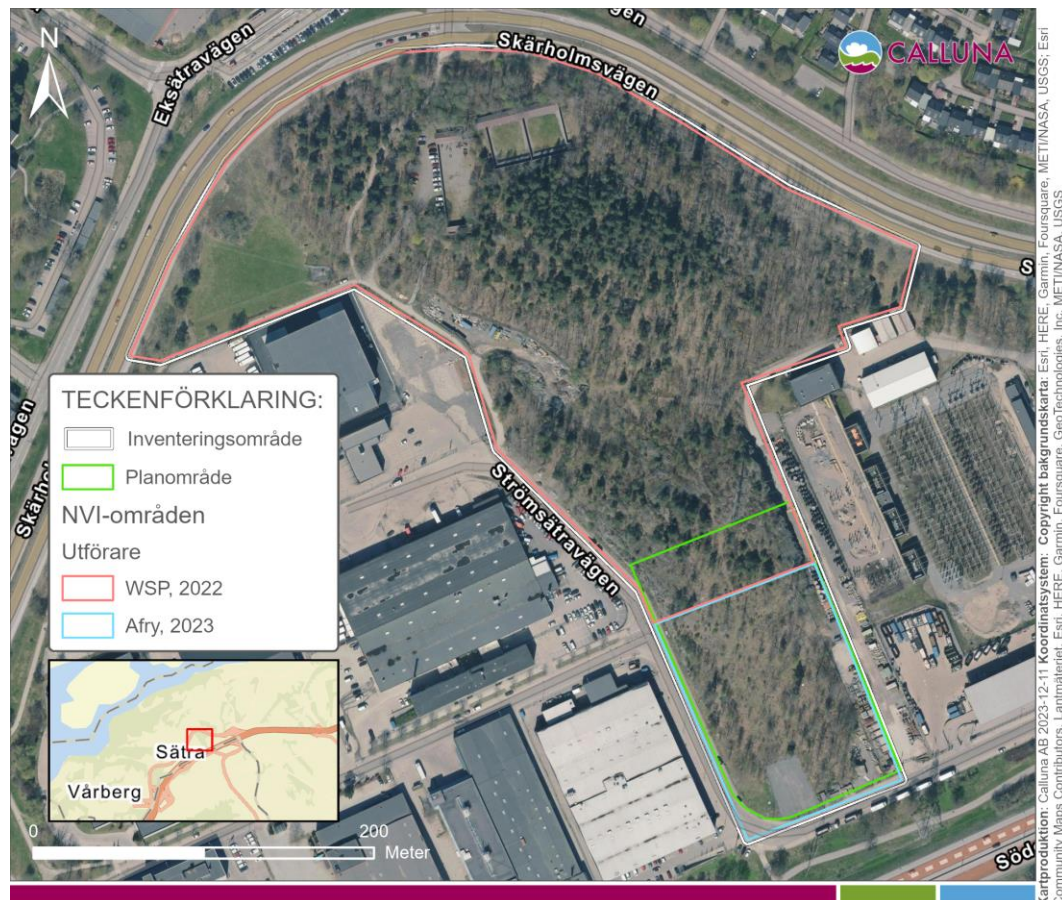 N
Eksätravägen
Skärholmsvägen
CALLUNA
S
TECKENFÖRKLARING:
Inventeringsområde
Planområde
NVI-områden
Utförare
WSP, 2022
Afry, 2023
Strömsätravägen
Sätra
Vårberg
0 200
Meter
Söd
Kartproduktion: Calluna AB 2023-12-11 Koordinatsystem: Copyright bakgrundskarta: Esri, HERE, Garmin, Foursquare, METI/NASA, USGS; Esri
Community Maps Contributors, Lantmäteriet, Esri, HERE, Garmin, Foursquare, GeoTechnologies, Inc, METI/NASA, USGS